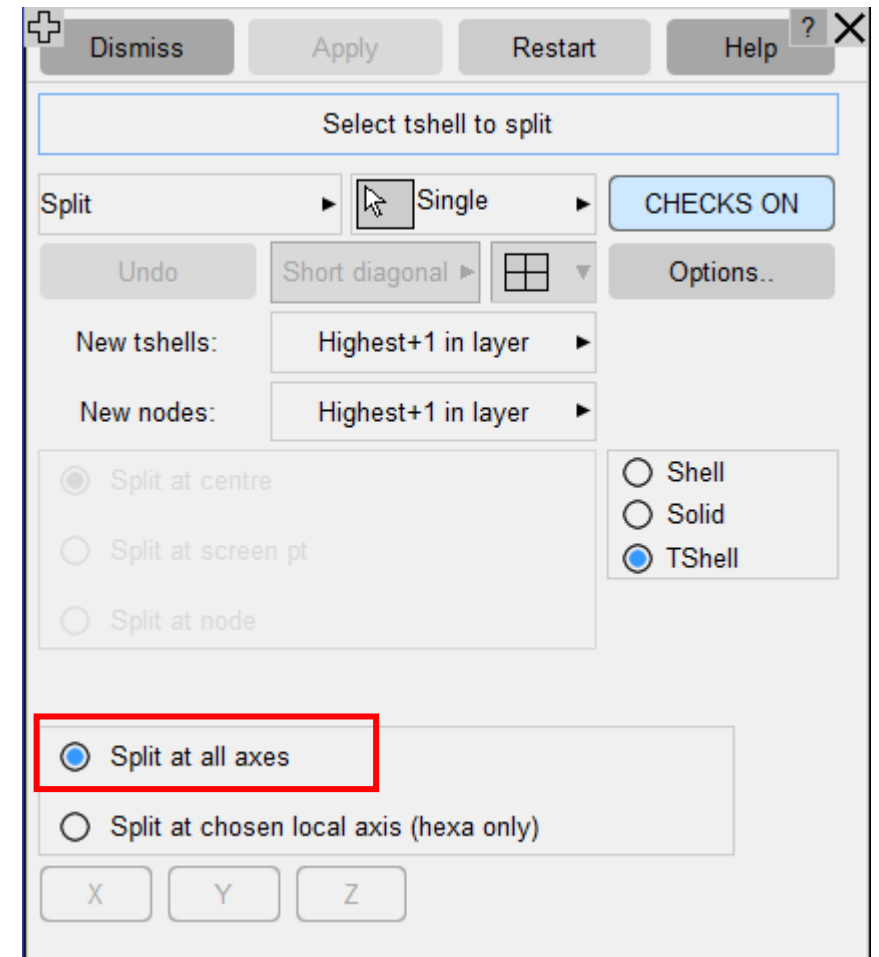 Dismiss Apply Restart Help ?
Select tshell to split
Split Single CHECKS ON
Undo Short diagonal Options..
New tshells: Highest+1 in layer
New nodes: Highest+1 in layer
Split at centre
Split at screen pt
Split at node
Shell
Solid
TShell
Split at all axes
Split at chosen local axis (hexa only)
X Y Z